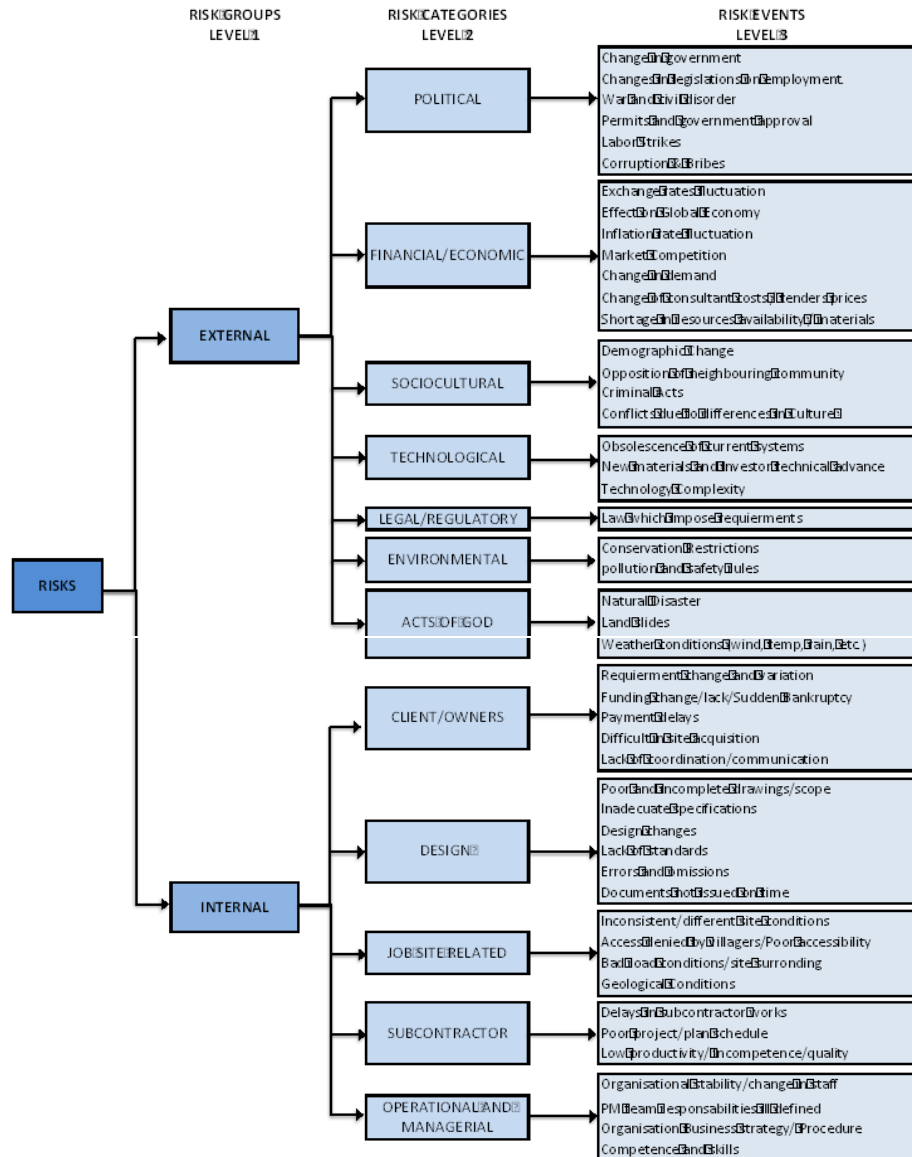 RISK GROUPS
LEVEL 1
RISK CATEGORIES
LEVEL 2
RISK EVENTS
LEVEL 3
RISKS
EXTERNAL
POLITICAL
Change in government
Changes in legislations on employment.
War and civil disorder
Permits and government approval
Labor Strikes
Corruption & Bribes
FINANCIAL/ECONOMIC
Exchange rates fluctuation
Effect on Global Economy
Inflation rate fluctuation
Market Competition
Change in demand
Change of consultant costs / tenders prices
Shortage in resources availability / materials
SOCIOCULTURAL
Demographic Change
Opposition of neighbouring community
Criminal Acts
Conflicts due to differences in Culture
TECHNOLOGICAL
Obsolescence of current systems
New materials and investor technical advance
Technology Complexity
LEGAL/REGULATORY
Law which impose requierments
ENVIRONMENTAL
Conservation Restrictions
pollution and safety rules
ACTS OF GOD
Natural Disaster
Land slides
Weather conditions (wind, temp, rain, etc.)
INTERNAL
CLIENT/OWNERS
Requierment change and variation
Funding change/lack/Sudden Bankruptcy
Payment delays
Difficult in site acquisition
Lack of coordination/communication
DESIGN
Poor and incomplete drawings/scope
Inadecuate specifications
Design changes
Lack of standards
Errors and omissions
Documents not issued on time
JOB SITE RELATED
Inconsistent/different site conditions
Access denied by villagers/Poor accessibility
Bad load conditions/site surronding
Geological Conditions
SUBCONTRACTOR
Delays in subcontractor works
Poor project/plan schedule
Low productivity/ incompetence/quality
OPERATIONAL AND
MANAGERIAL
Organisational stability/change in staff
PM team responsabilities ill defined
Organisation Business strategy/ Procedure
Competence and skills